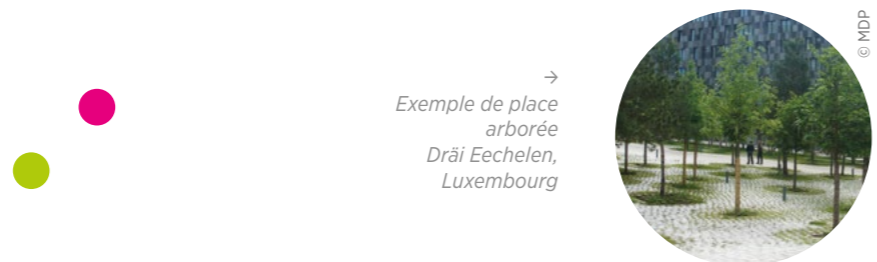 →
Exemple de place
arborée
Dräi Eechelen,
Luxembourg
© MDP